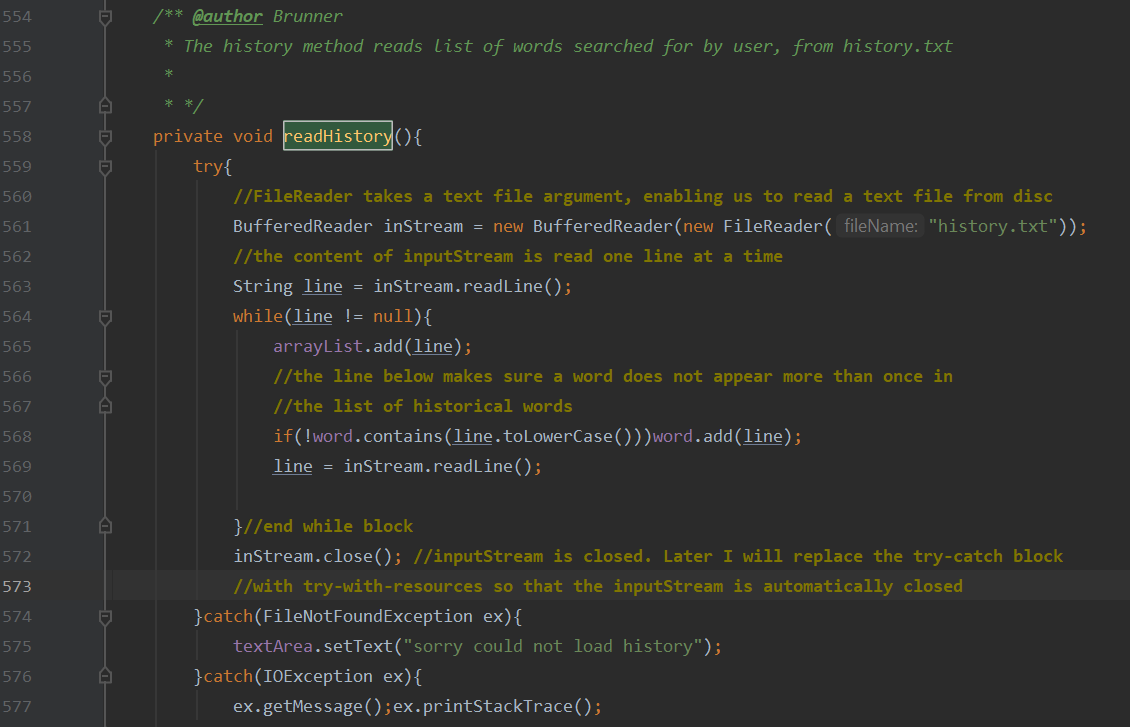 554 /** @author Brunner
555 * The history method reads list of words searched for by user, from history.txt
556 *
557 * */
558 private void readHistory(){
559 try{
560 //FileReader takes a text file argument, enabling us to read a text file from disc
561 BufferedReader inStream = new BufferedReader(new FileReader( fileName: "history.txt"));
562 //the content of inputStream is read one line at a time
563 String line = inStream.readLine();
564 while(line != null){
565 arrayList.add(line);
566 //the line below makes sure a word does not appear more than once in
567 //the list of historical words
568 if(!word.contains(line.toLowerCase()))word.add(line);
569 line = inStream.readLine();
570
571 }//end while block
572 inStream.close(); //inputStream is closed. Later I will replace the try-catch block
573 //with try-with-resources so that the inputStream is automatically closed
574 }catch(FileNotFoundException ex){
575 textArea.setText("sorry could not load history");
576 }catch(IOException ex){
577 ex.getMessage();ex.printStackTrace();